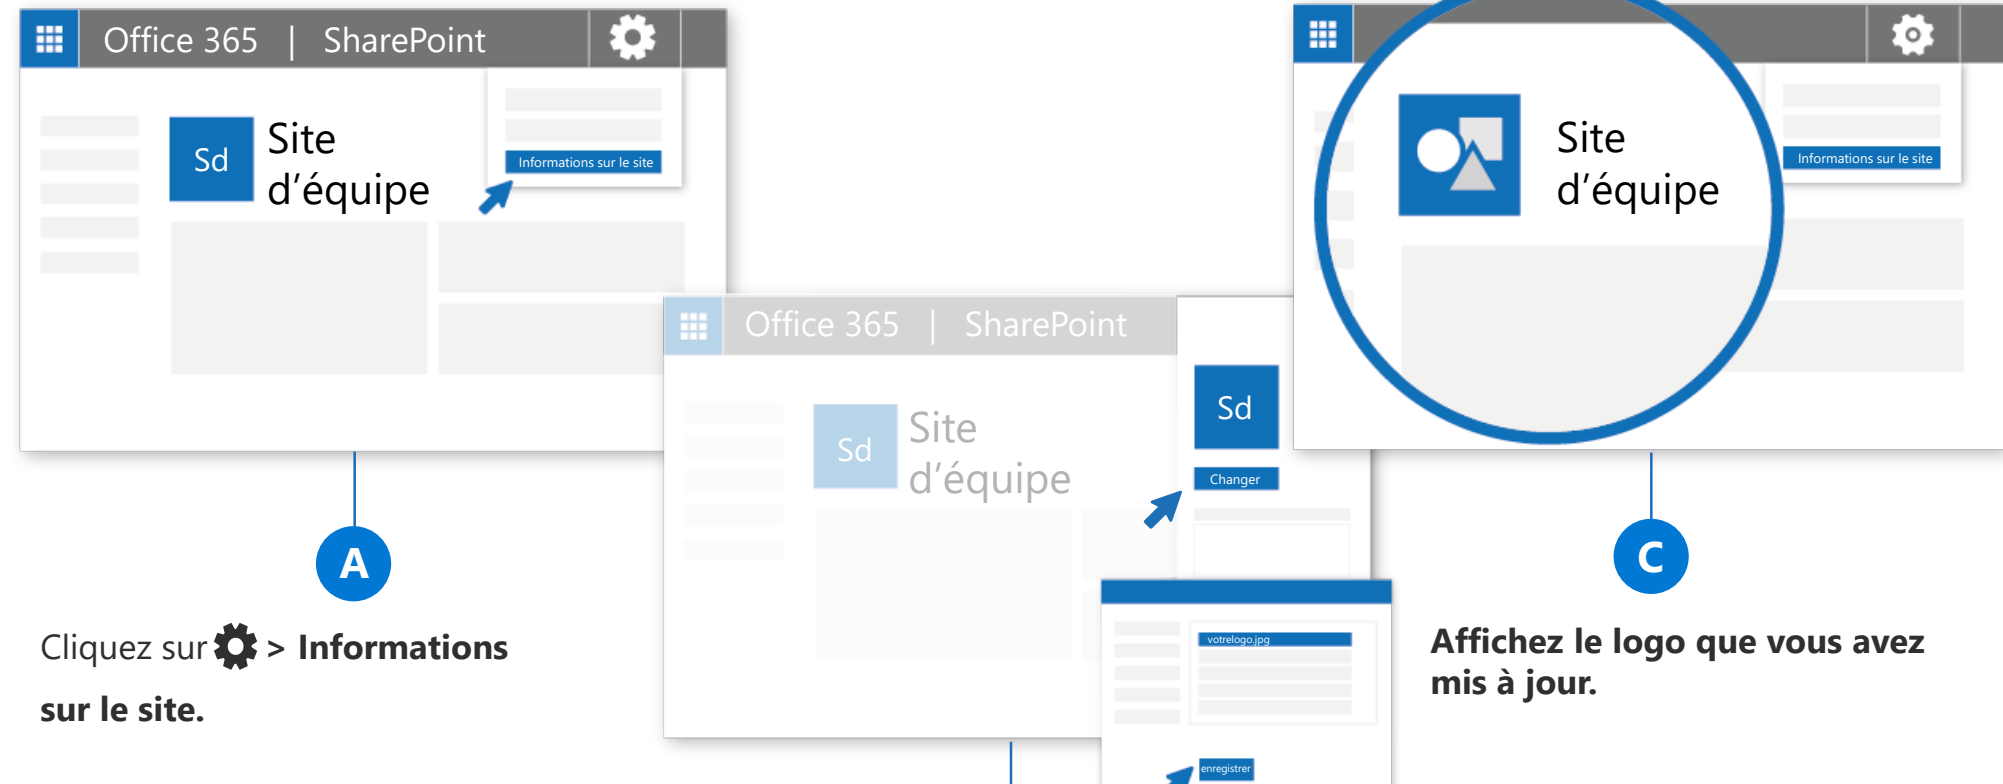 Office 365 | SharePoint
Site
d’équipe
Sd
Informations sur le site
A
Cliquez sur > Informations
sur le site.
Office 365 | SharePoint
Sd
Site
d’équipe
Sd
Changer
votrelogo.jpg
enregistrer
Site
d’équipe
Informations sur le site
C
Affichez le logo que vous avez
mis à jour.